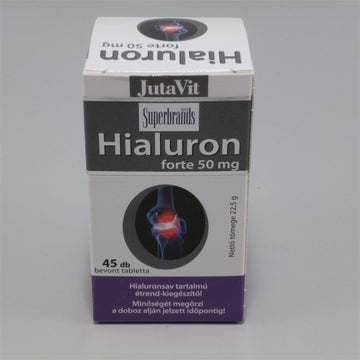 Hialuron
forte 50 mg
JutaVit
Superbrands
Hialuron
forte 50 mg
Nettó tömege 22,5 g
45 db
bevont tabletta
Hialuronsav tartalmú
étrend-kiegészítő!
Minőségét megőrzi
a doboz alján jelzett időpontig!